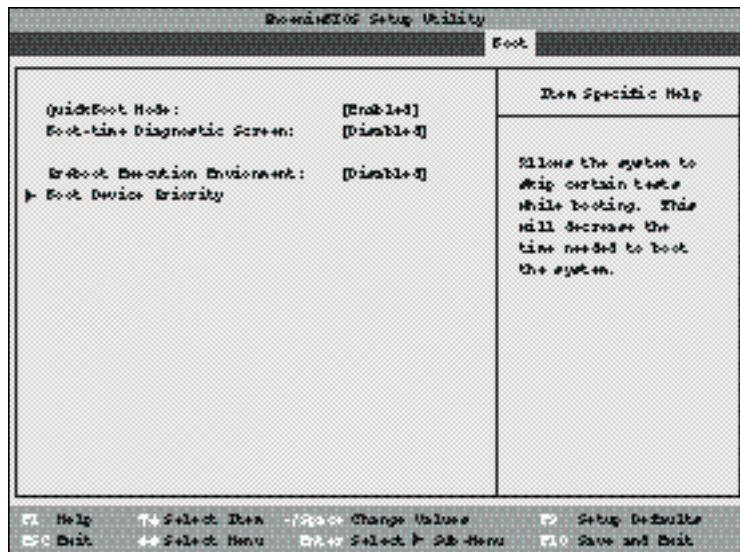 PhoenixBIOS Setup Utility
Boot
QuickBoot Mode: [Enabled]
Boot-time Diagnostic Screen: [Disabled]
Preboot Execution Envionment: [Disabled]
▶ Boot Device Priority
Item Specific Help
Allows the system to
skip certain tests
while booting. This
will decrease the
time needed to boot
the system.
F1 Help ↑↓ Select Item -/Space Change Values F9 Setup Defaults
ESC Exit ↔ Select Menu Enter Select ▶ Sub-Menu F10 Save and Exit